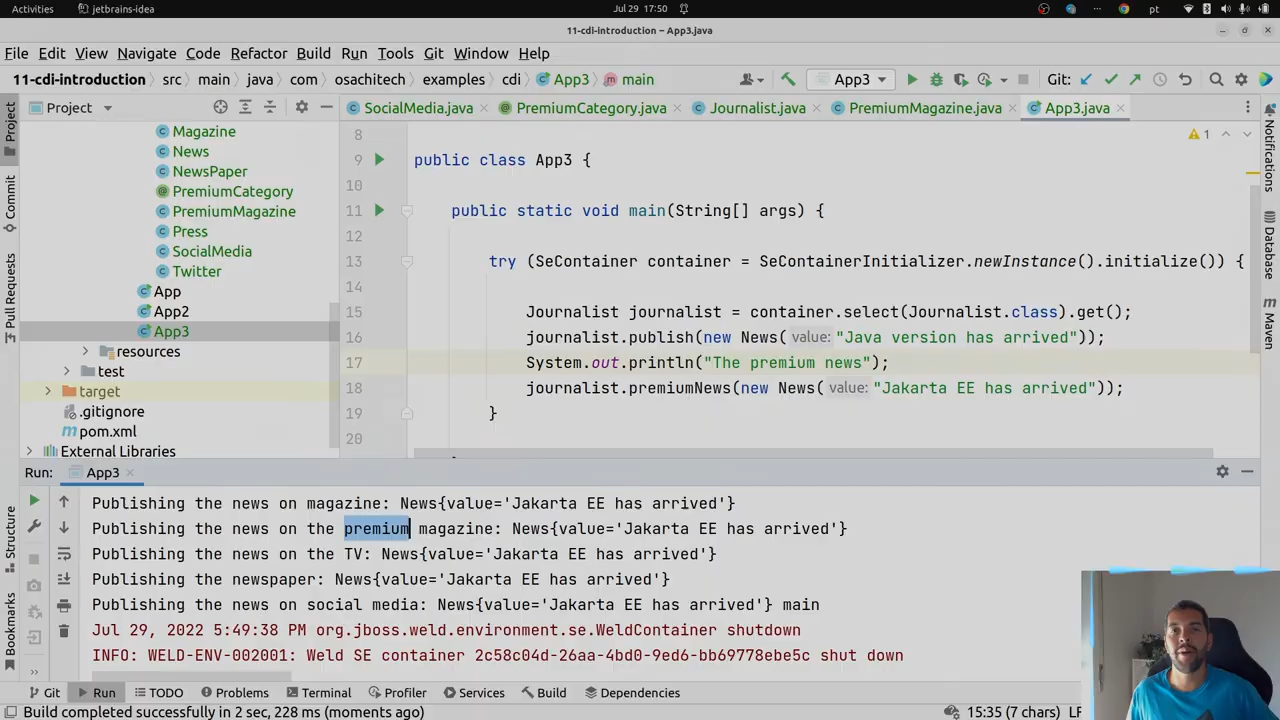 Activities jetbrains-idea Jul 29 17:50 pt
11-cdi-introduction – App3.java
File Edit View Navigate Code Refactor Build Run Tools Git Window Help
11-cdi-introduction src main java com osachitech examples cdi App3 main App3 Git:
Project SocialMedia.java PremiumCategory.java Journalist.java PremiumMagazine.java App3.java
Magazine
News
NewsPaper
PremiumCategory
PremiumMagazine
Press
SocialMedia
Twitter
App
App2
App3
resources
test
target
.gitignore
pom.xml
External Libraries
8
9 public class App3 {
10
11 public static void main(String[] args) {
12
13 try (SeContainer container = SeContainerInitializer.newInstance().initialize()) {
14
15 Journalist journalist = container.select(Journalist.class).get();
16 journalist.publish(new News( value: "Java version has arrived"));
17 System.out.println("The premium news");
18 journalist.premiumNews(new News( value: "Jakarta EE has arrived"));
19 }
20
1
Project
Commit
Pull Requests
Structure
Bookmarks
Notifications
Database
Maven
Run: App3
Publishing the news on magazine: News{value='Jakarta EE has arrived'}
Publishing the news on the premium magazine: News{value='Jakarta EE has arrived'}
Publishing the news on the TV: News{value='Jakarta EE has arrived'}
Publishing the newspaper: News{value='Jakarta EE has arrived'}
Publishing the news on social media: News{value='Jakarta EE has arrived'} main
Jul 29, 2022 5:49:38 PM org.jboss.weld.environment.se.WeldContainer shutdown
INFO: WELD-ENV-002001: Weld SE container 2c58c04d-26aa-4bd0-9ed6-bb69778ebe5c shut down
Git Run TODO Problems Terminal Profiler Services Build Dependencies
Build completed successfully in 2 sec, 228 ms (moments ago) 15:35 (7 chars) LF